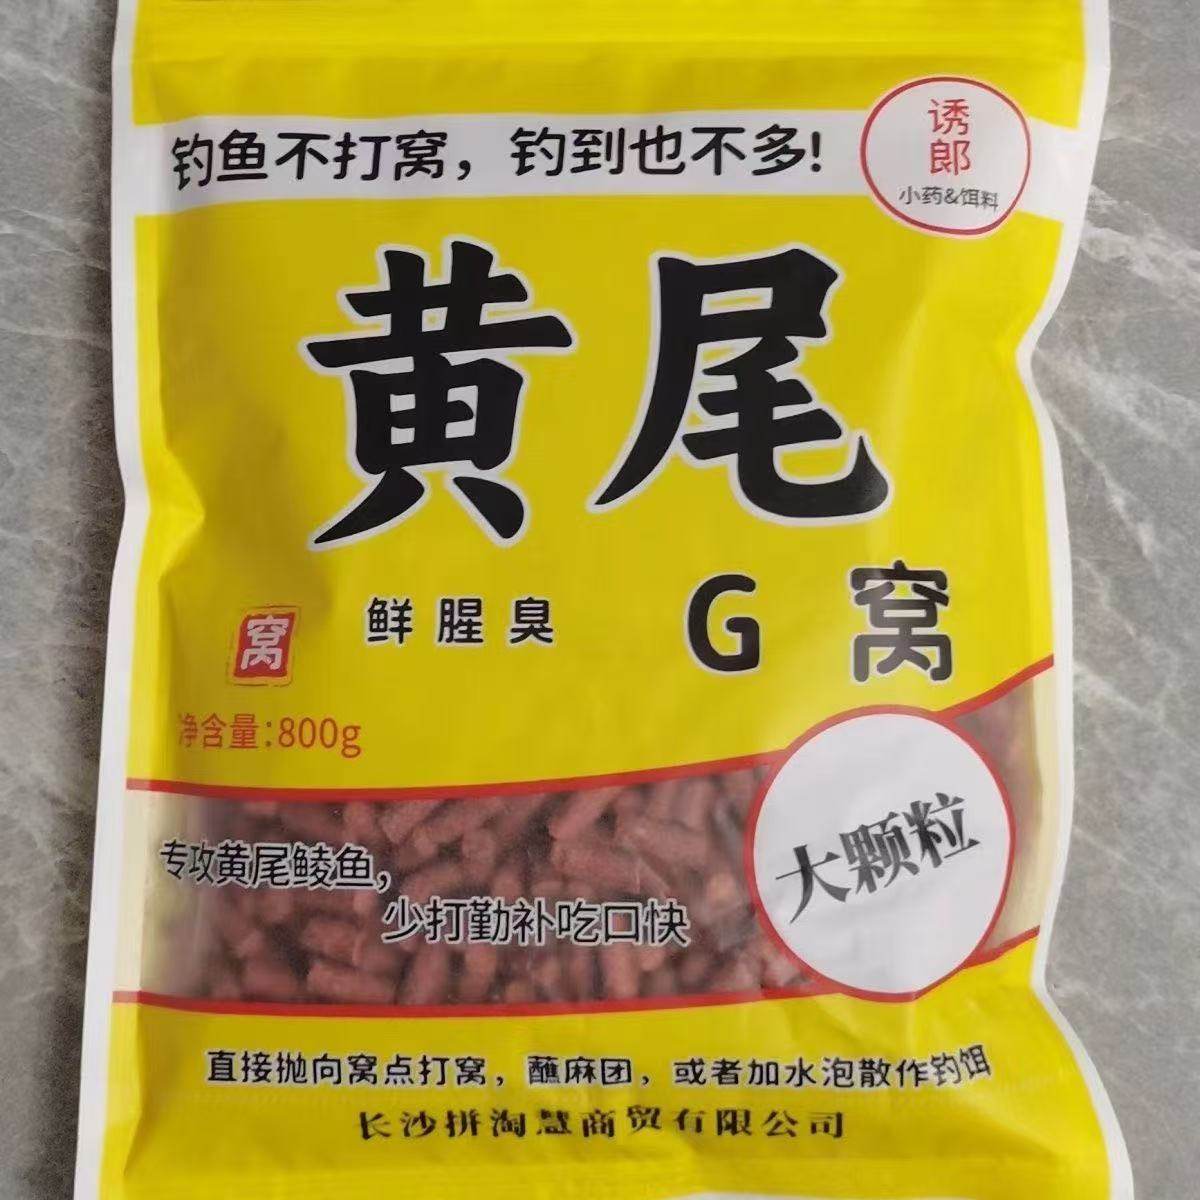 钓鱼不打窝，钓到也不多!
诱
郎
小药&饵料
黄尾
鲜腥臭
G窝
窝
净含量:800g
大颗粒
专攻黄尾鲮鱼，
少打勤补吃口快
直接抛向窝点打窝，蘸麻团，或者加水泡散作钓饵
长沙拼淘慧商贸有限公司